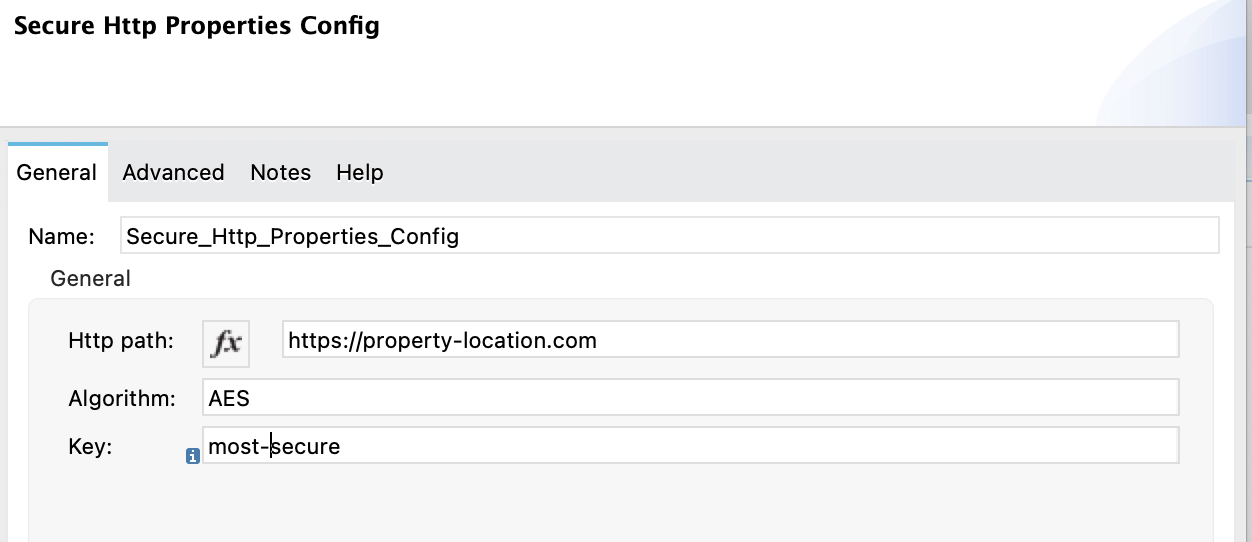 Secure Http Properties Config
General Advanced Notes Help
Name: Secure_Http_Properties_Config
General
Http path: fx https://property-location.com
Algorithm: AES
Key: i most-secure